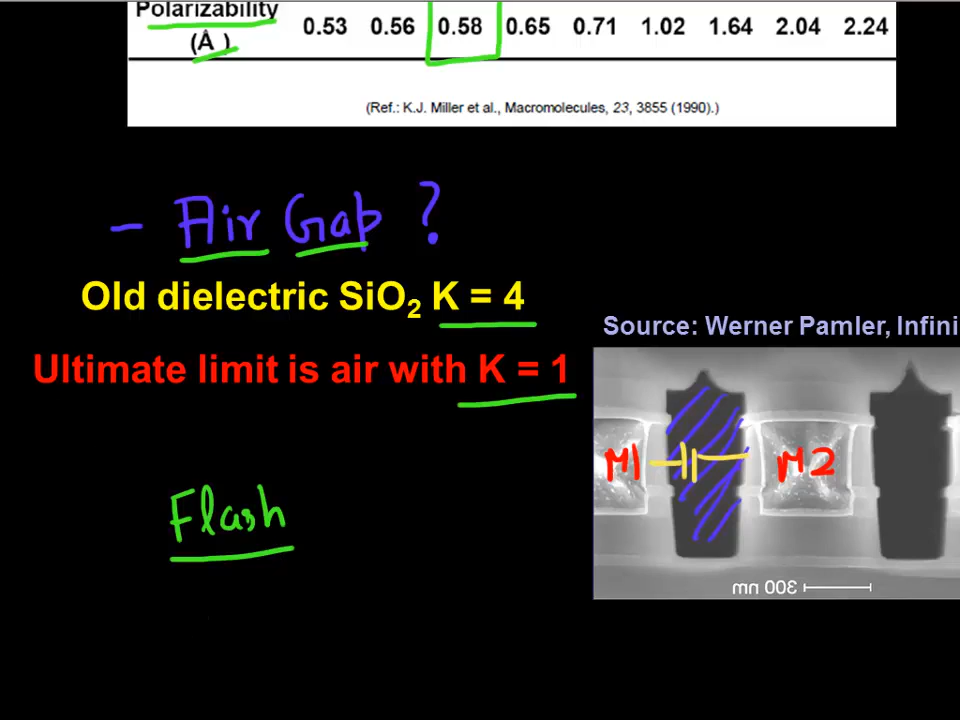 Polarizability
(Å ) 0.53 0.56 0.58 0.65 0.71 1.02 1.64 2.04 2.24
(Ref.: K.J. Miller et al., Macromolecules, 23, 3855 (1990).)
- Air Gap ?
Old dielectric SiO₂ K = 4
Ultimate limit is air with K = 1
Source: Werner Pamler, Infini
M1 M2
300 nm
Flash